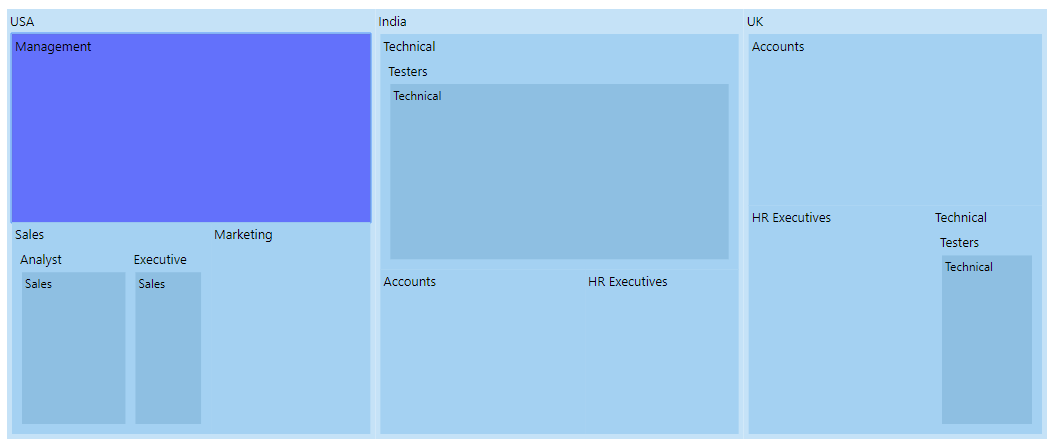 USA
Management
Sales
Marketing
Analyst
Executive
Sales
Sales
India
Technical
Testers
Technical
Accounts
HR Executives
UK
Accounts
HR Executives
Technical
Testers
Technical